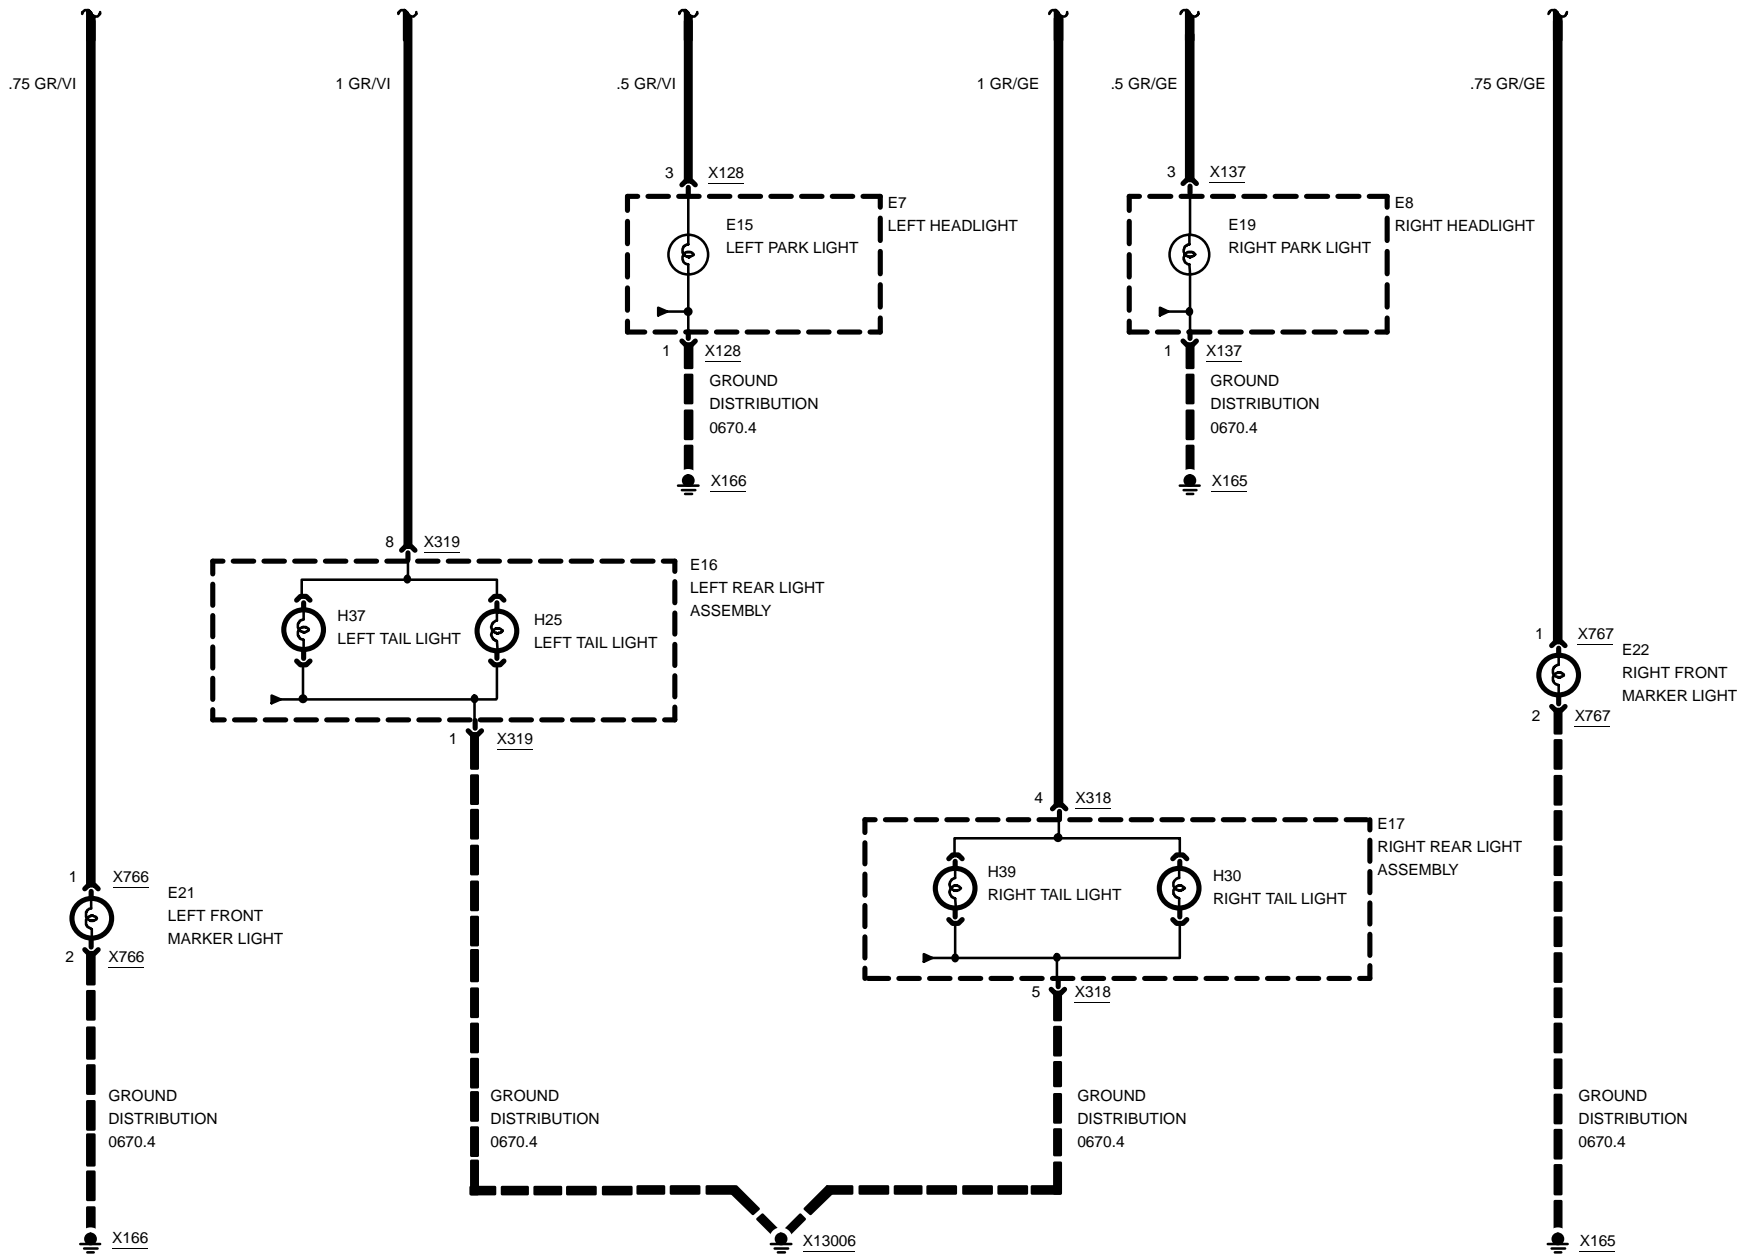 .75 GR/VI
1 GR/VI
.5 GR/VI
1 GR/GE
.5 GR/GE
.75 GR/GE
3 X128
3 X137
E7
LEFT HEADLIGHT
E15
LEFT PARK LIGHT
E8
RIGHT HEADLIGHT
E19
RIGHT PARK LIGHT
1 X128
GROUND
DISTRIBUTION
0670.4
X166
1 X137
GROUND
DISTRIBUTION
0670.4
X165
8 X319
E16
LEFT REAR LIGHT
ASSEMBLY
H37
LEFT TAIL LIGHT
H25
LEFT TAIL LIGHT
1 X319
1 X767
E22
RIGHT FRONT
MARKER LIGHT
2 X767
4 X318
E17
RIGHT REAR LIGHT
ASSEMBLY
H39
RIGHT TAIL LIGHT
H30
RIGHT TAIL LIGHT
5 X318
1 X766
E21
LEFT FRONT
MARKER LIGHT
2 X766
GROUND
DISTRIBUTION
0670.4
GROUND
DISTRIBUTION
0670.4
GROUND
DISTRIBUTION
0670.4
GROUND
DISTRIBUTION
0670.4
X166
X13006
X165